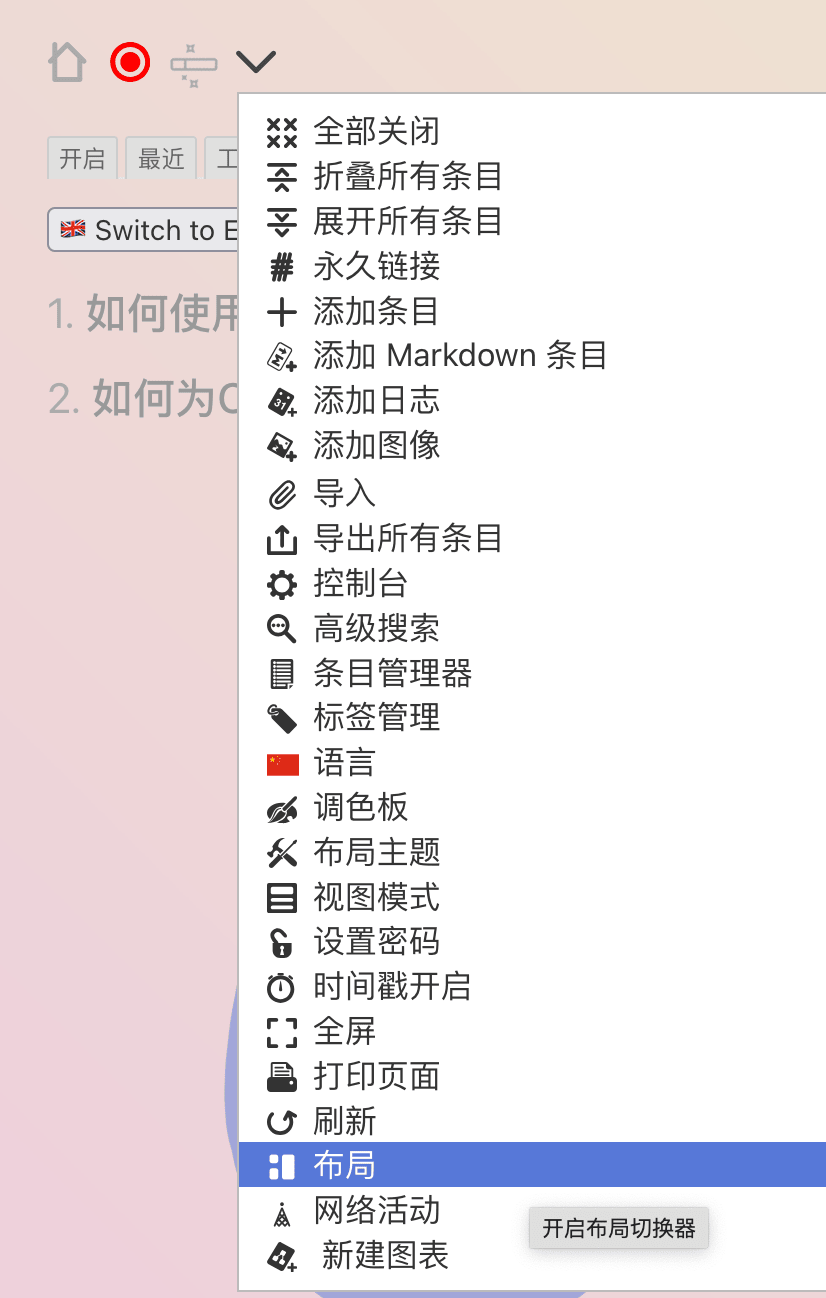 全部关闭
开启 最近 工
折叠所有条目
展开所有条目
Switch to E
永久链接
1. 如何使用
添加条目
添加 Markdown 条目
2. 如何为C
添加日志
添加图像
导入
导出所有条目
控制台
高级搜索
条目管理器
标签管理
语言
调色板
布局主题
视图模式
设置密码
时间戳开启
全屏
打印页面
刷新
布局
网络活动
开启布局切换器
新建图表